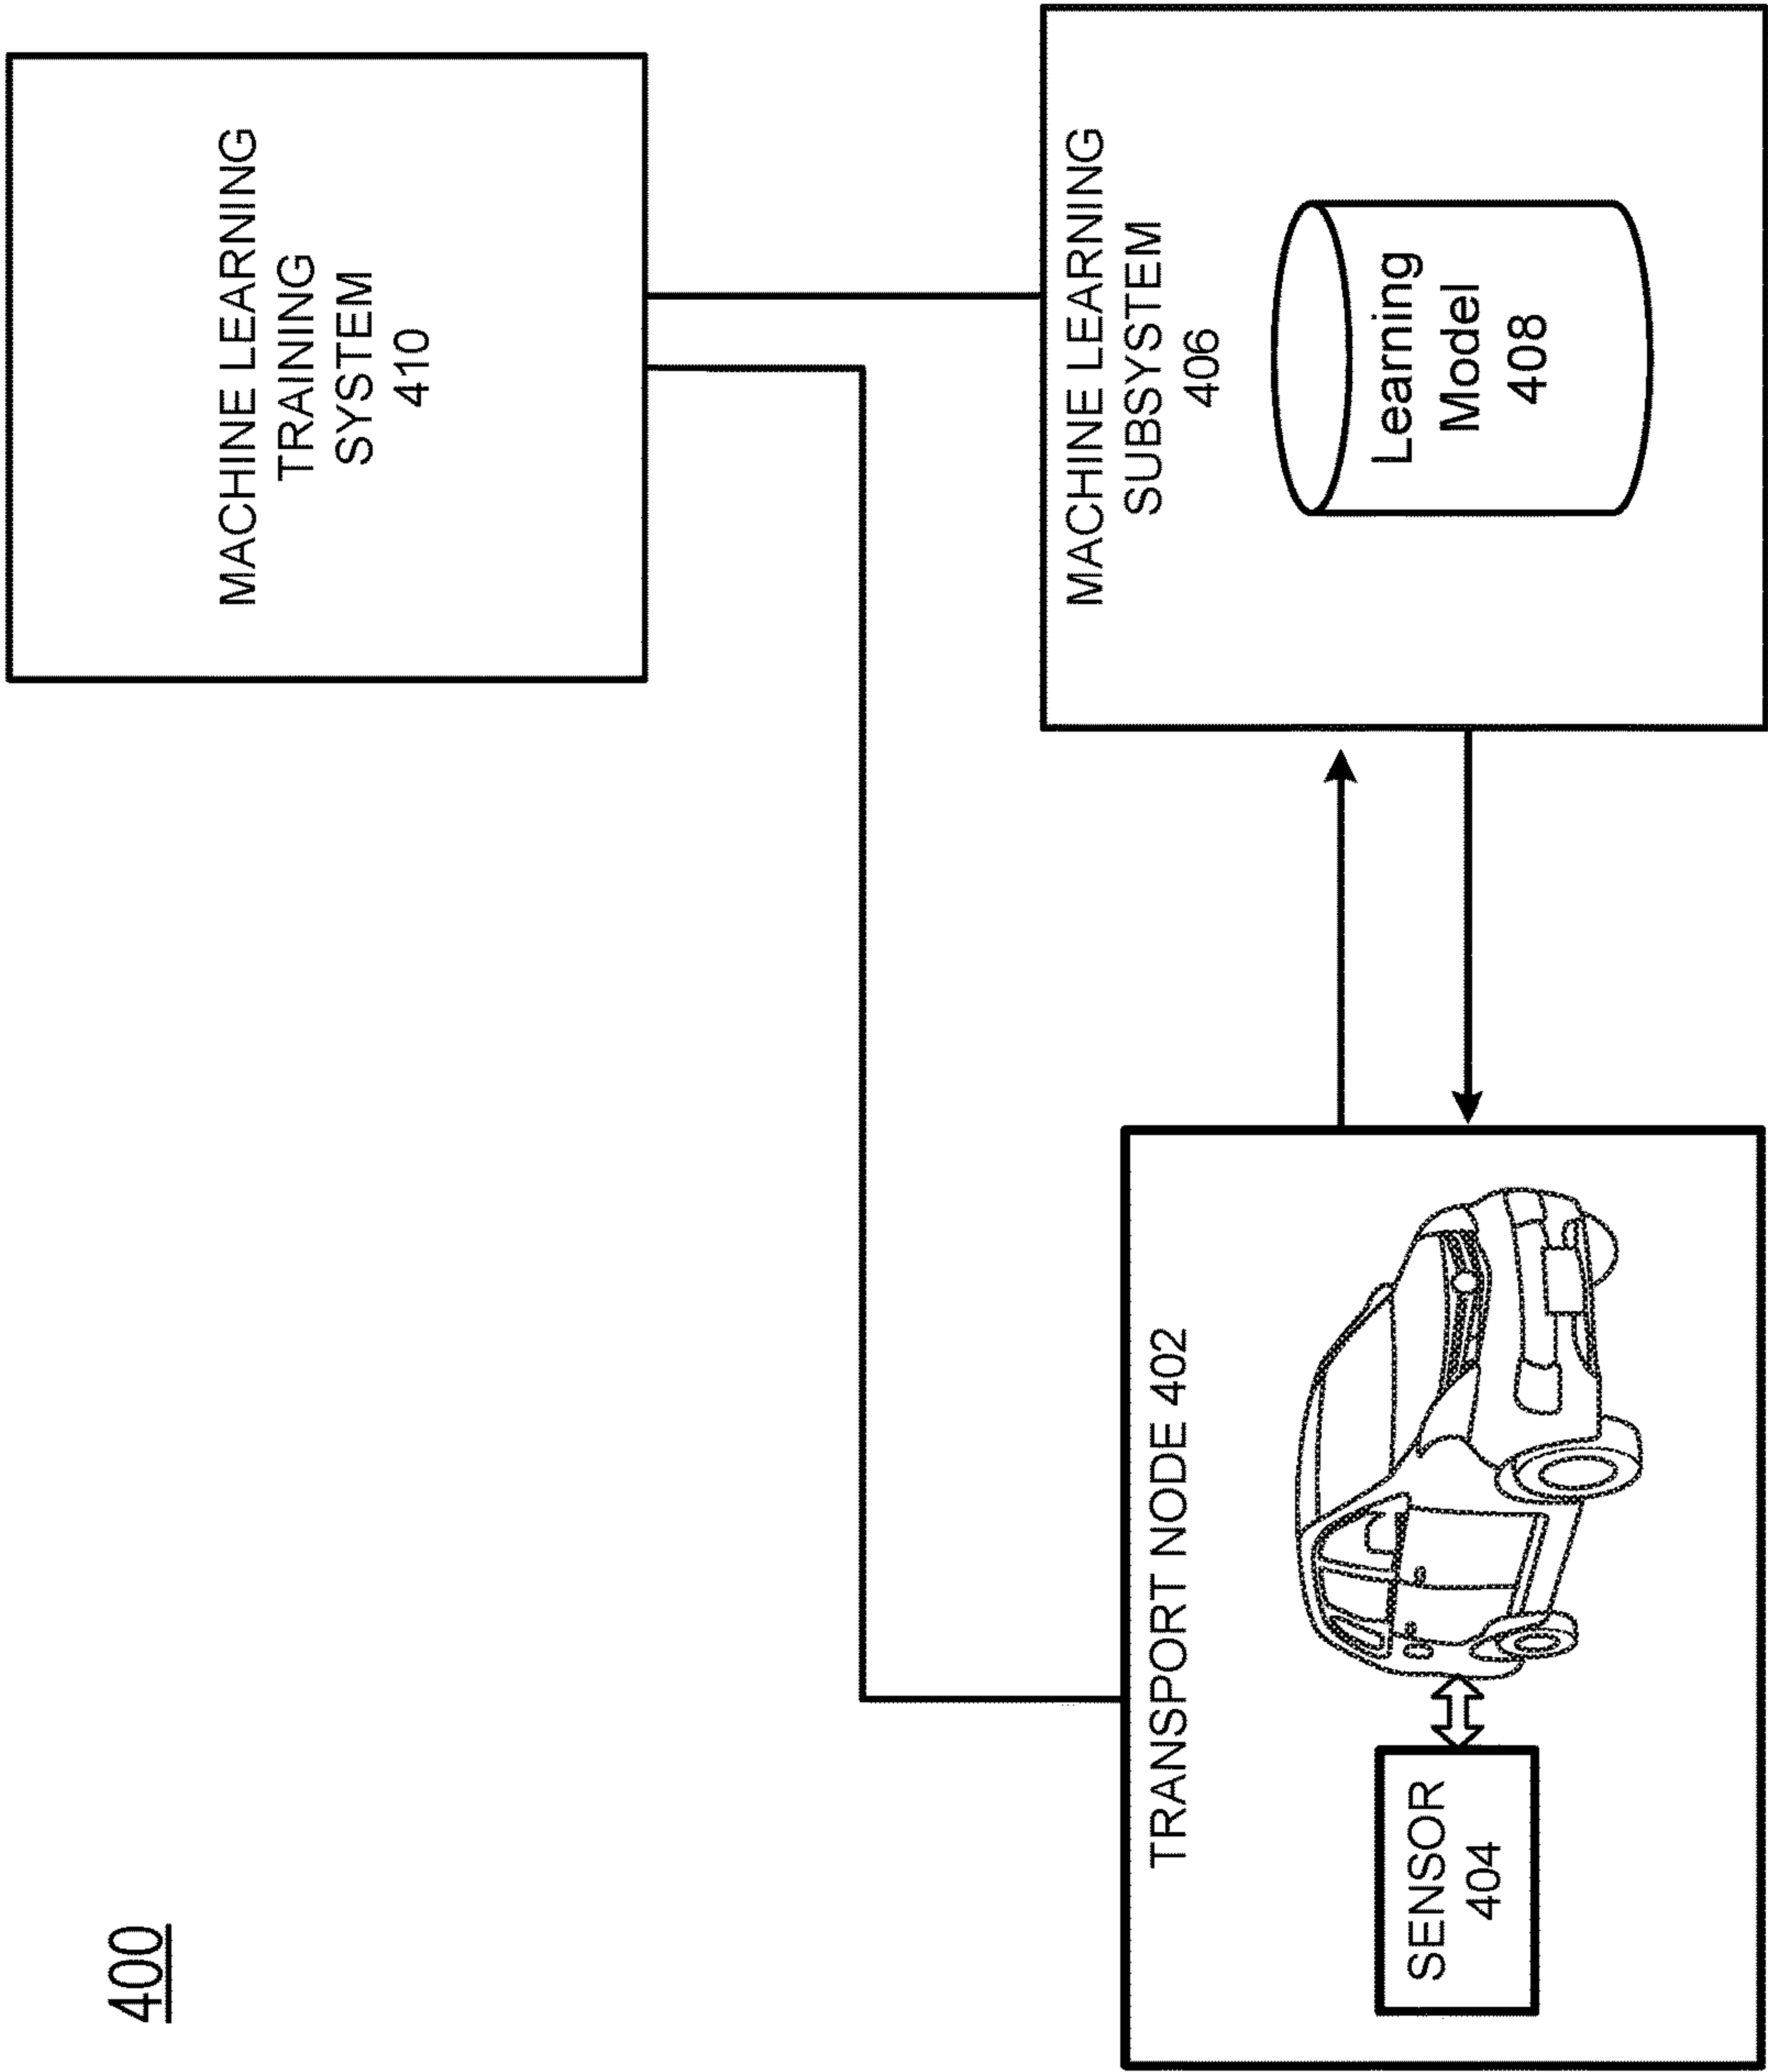 400
MACHINE LEARNING
TRAINING
SYSTEM
410
TRANSPORT NODE 402
SENSOR
404
MACHINE LEARNING
SUBSYSTEM
406
Learning
Model
408